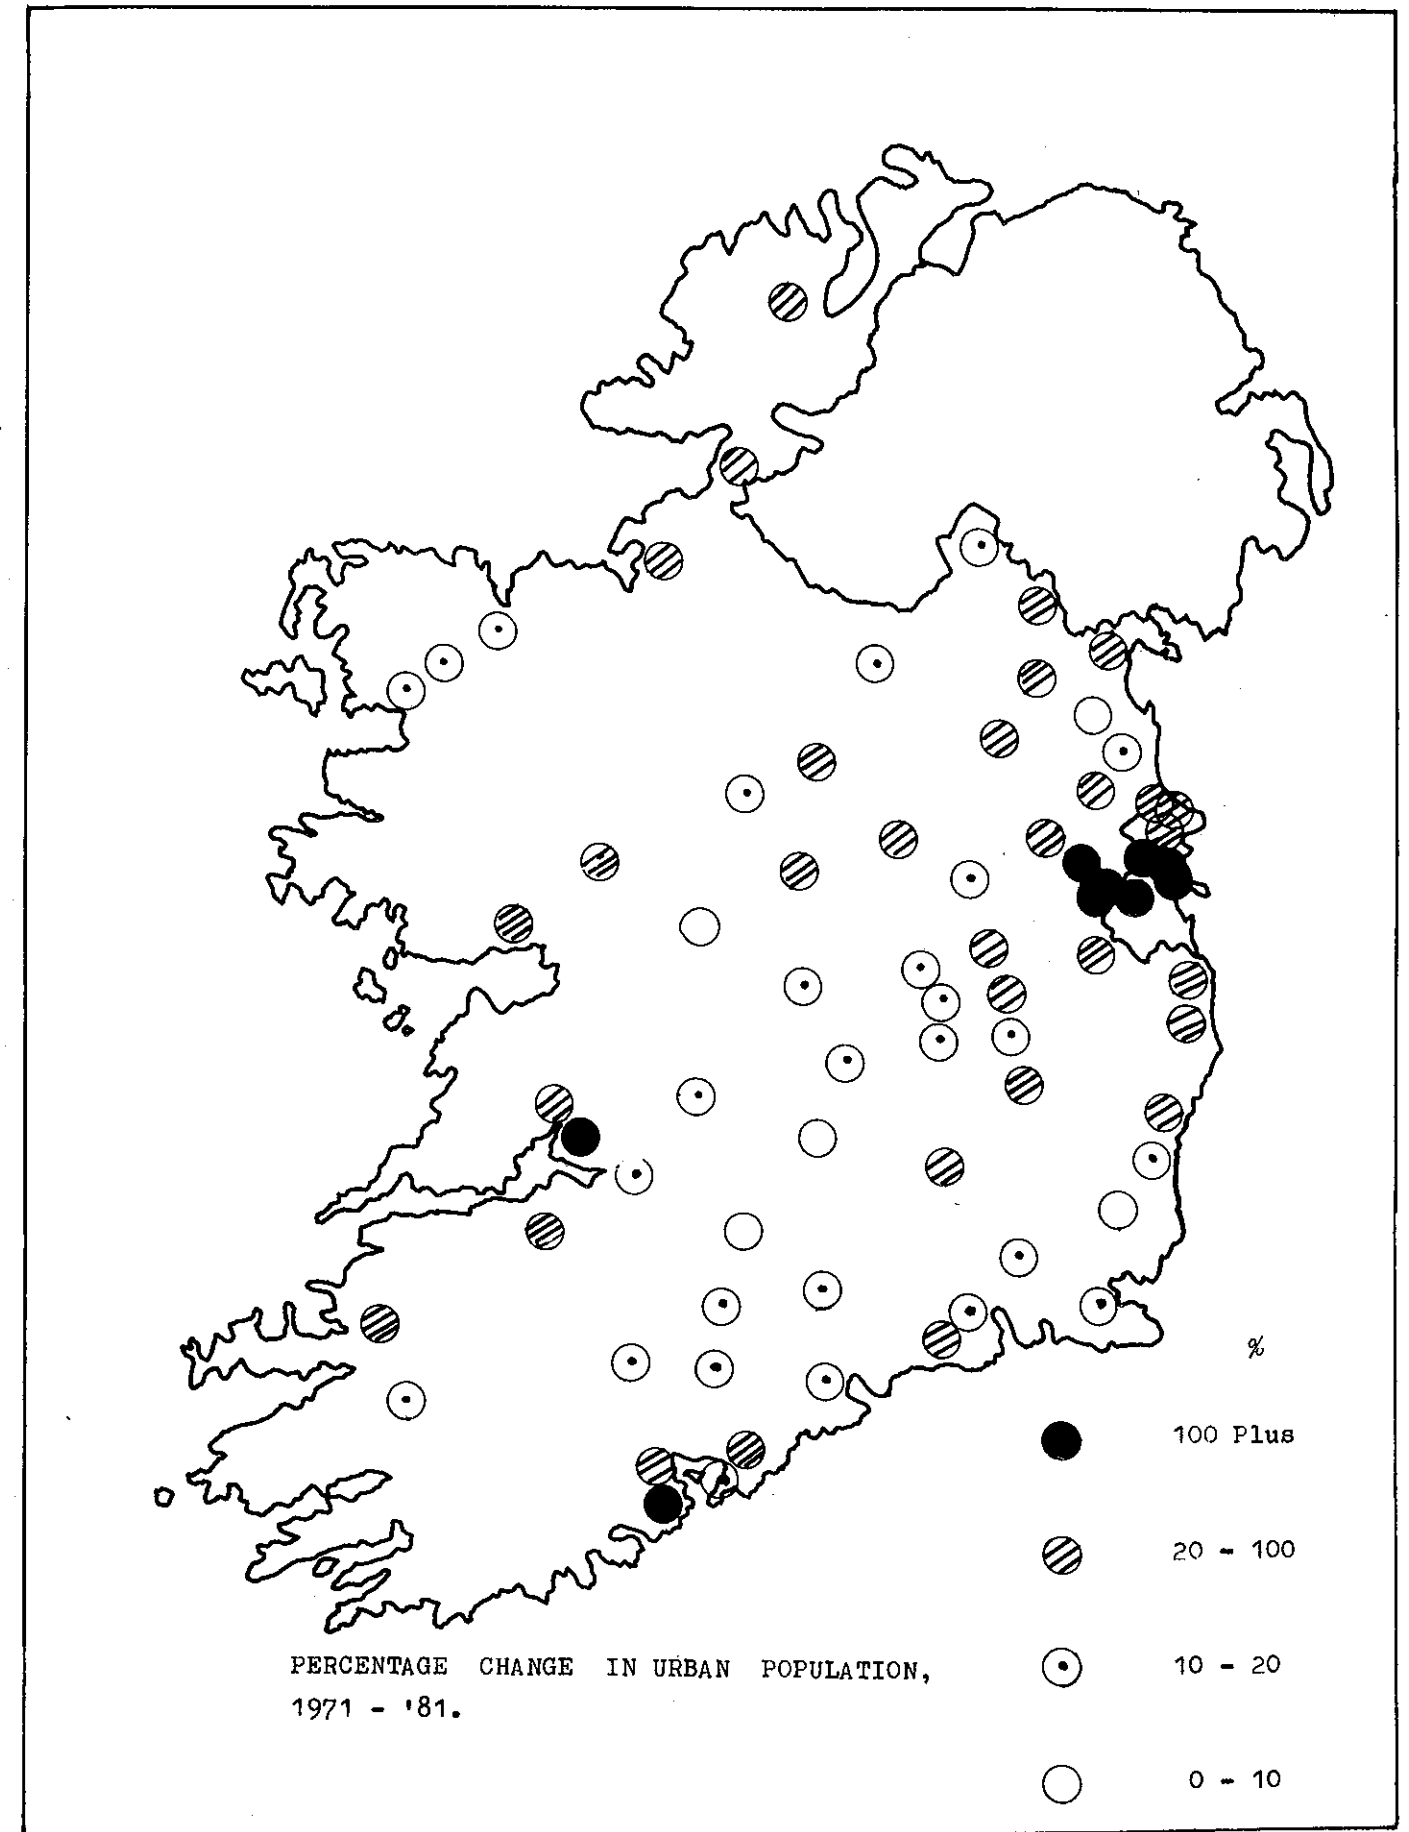 %
100 Plus
20 - 100
10 - 20
0 - 10
PERCENTAGE CHANGE IN URBAN POPULATION,
1971 - '81.